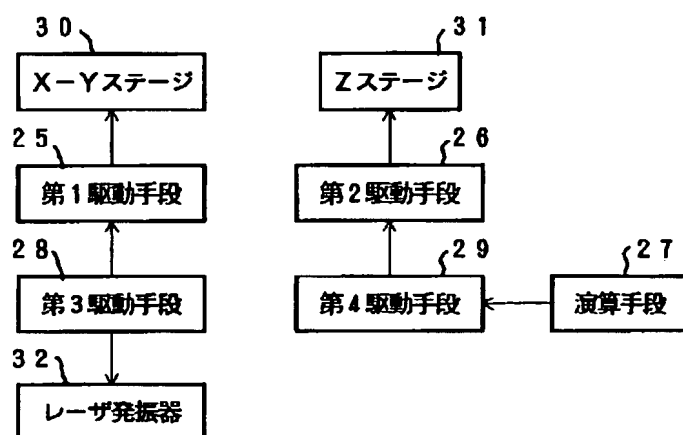 30 31
X-Yステージ Zステージ
25 26
第1駆動手段 第2駆動手段
28 29 27
第3駆動手段 第4駆動手段 演算手段
32
レーザ発振器